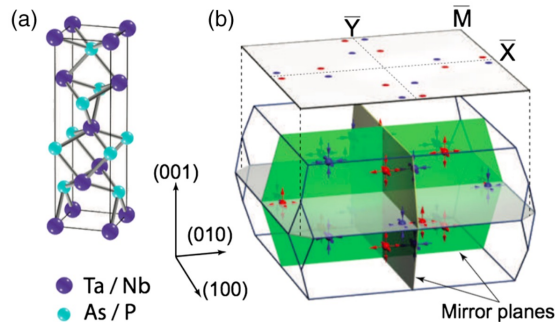 (a)
(b)
Y̅
M̅
X̅
(001)
(010)
(100)
Ta / Nb
As / P
Mirror planes